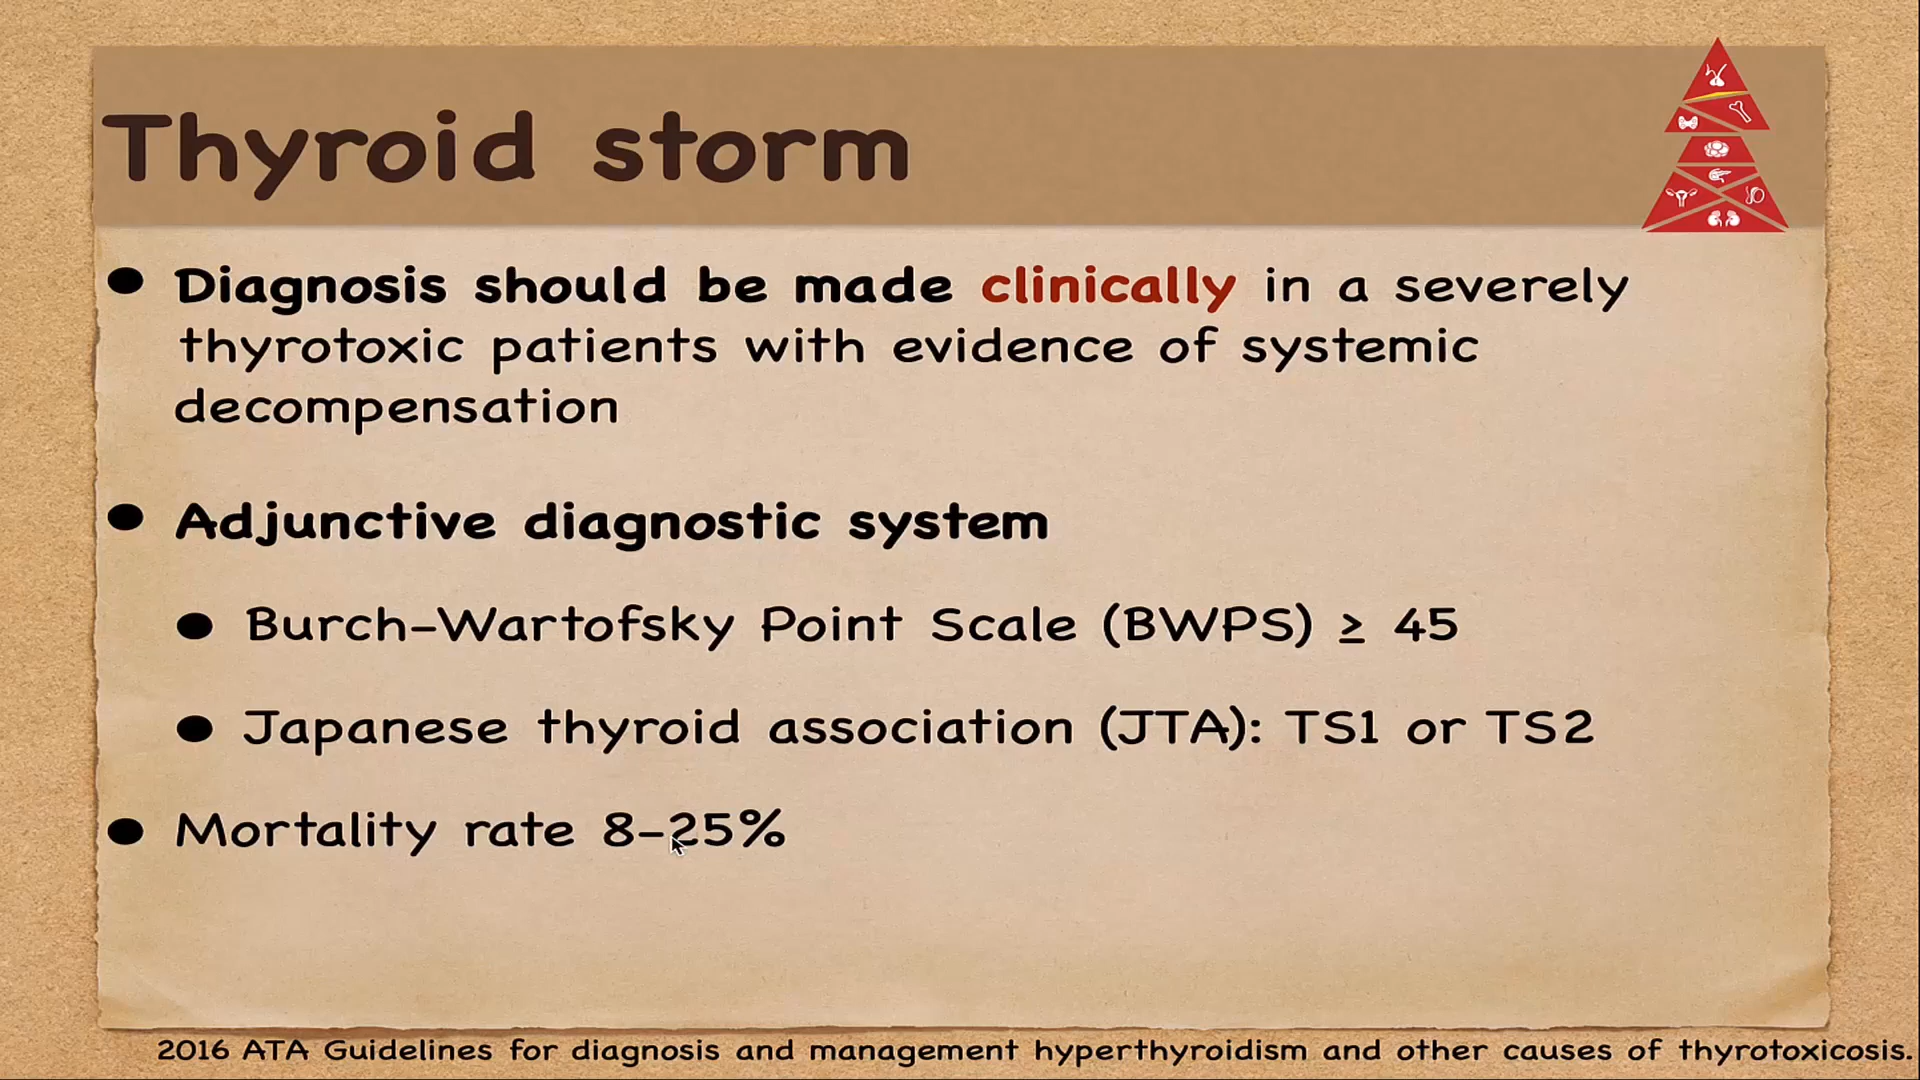 Thyroid storm
Diagnosis should be made clinically in a severely
thyrotoxic patients with evidence of systemic
decompensation
Adjunctive diagnostic system
Burch-Wartofsky Point Scale (BWPS) ≥ 45
Japanese thyroid association (JTA): TS1 or TS2
Mortality rate 8-25%
2016 ATA Guidelines for diagnosis and management hyperthyroidism and other causes of thyrotoxicosis.